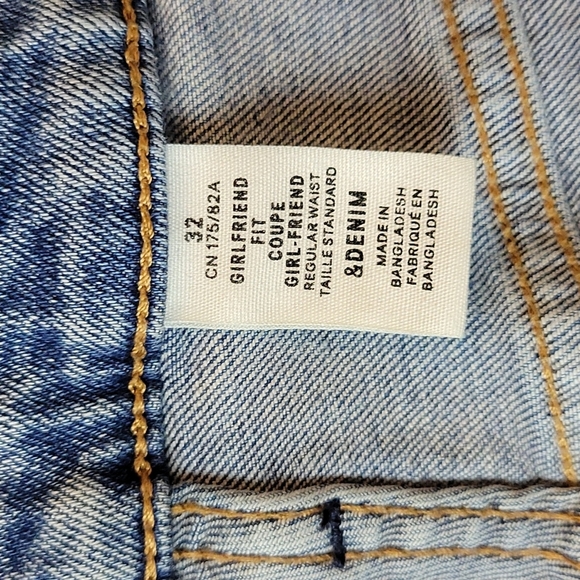 32
CN 175/82A
GIRLFRIEND
FIT
COUPE
GIRL-FRIEND
REGULAR WAIST
TAILLE STANDARD
&DENIM
MADE IN
BANGLADESH
FABRIQUÉ EN
BANGLADESH